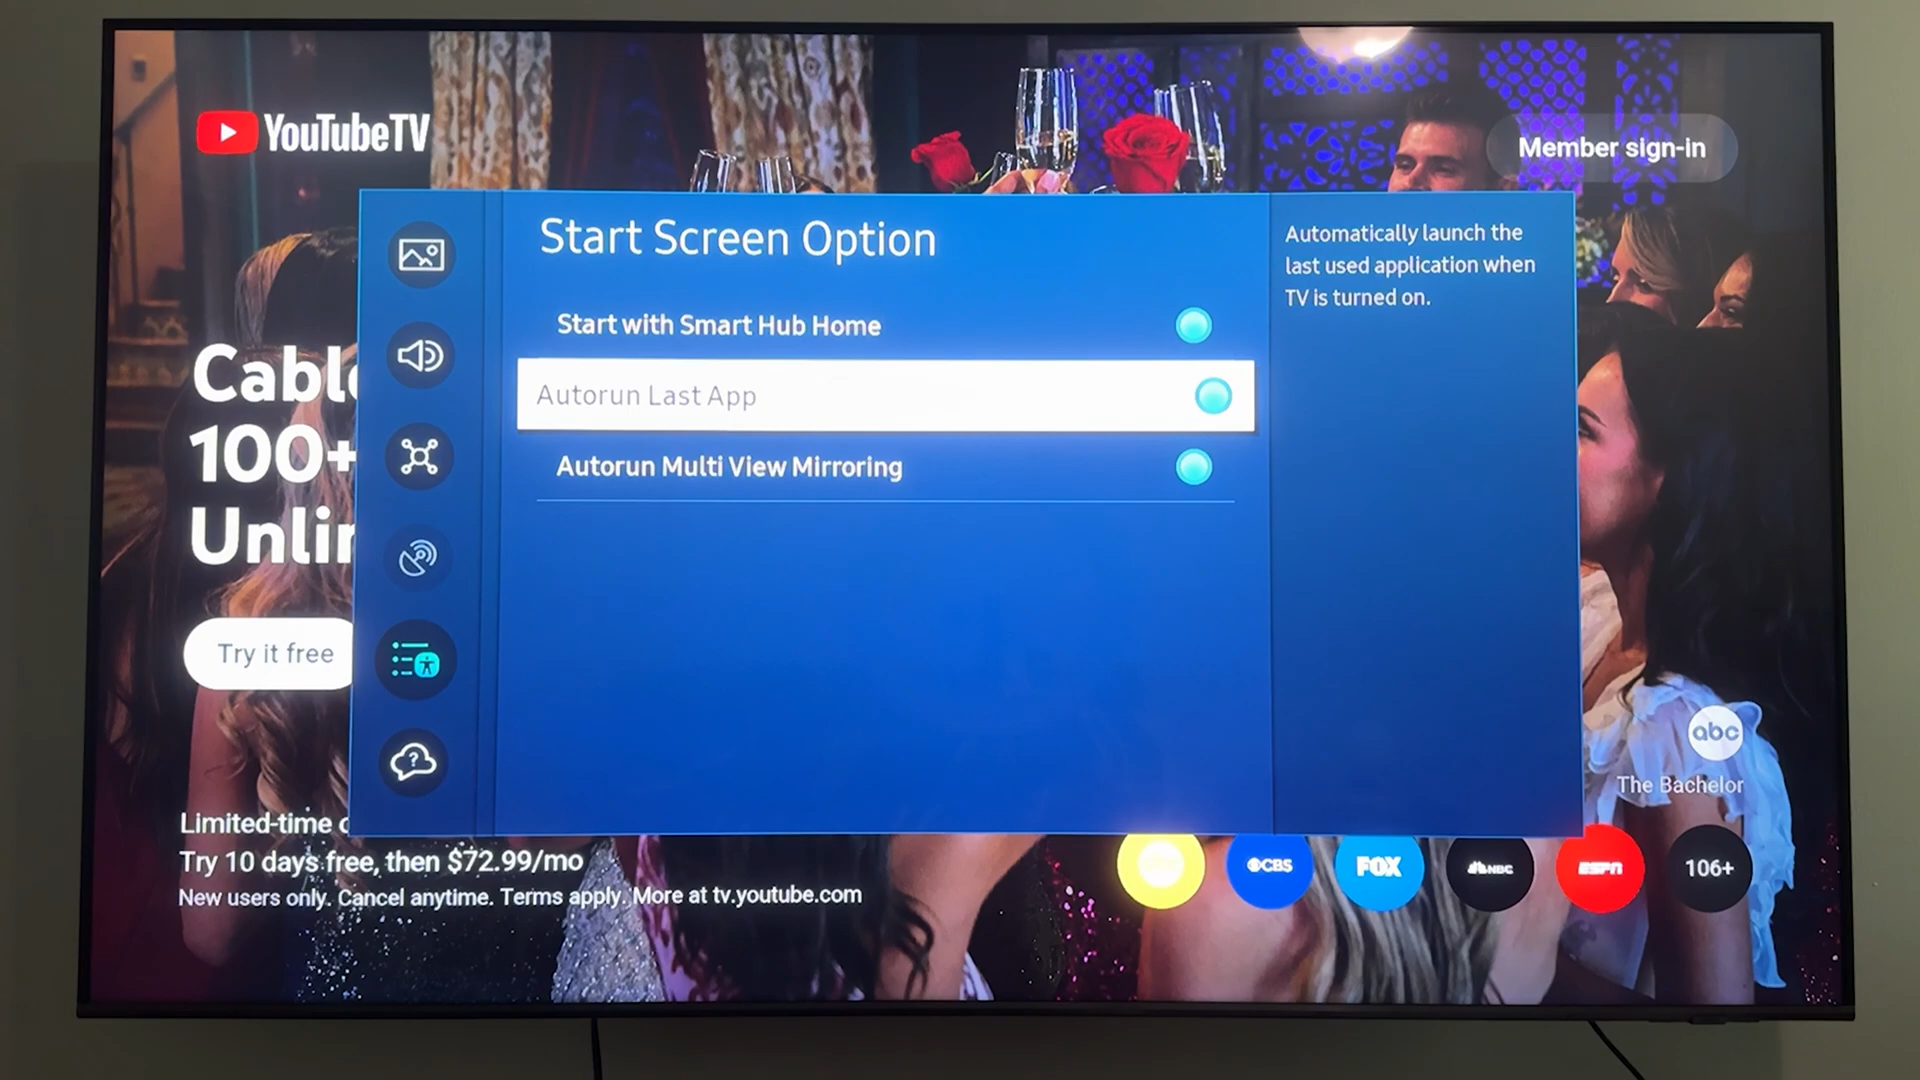 YouTubeTV
Member sign-in
Start Screen Option
Start with Smart Hub Home
Autorun Last App
Autorun Multi View Mirroring
Automatically launch the
last used application when
TV is turned on.
100+
Try it free
abc
The Bachelor
Try 10 days free, then $72.99/mo
New users only. Cancel anytime. Terms apply. More at tv.youtube.com
Limited-time
CBS
FOX
NBC
ESPN
106+
?